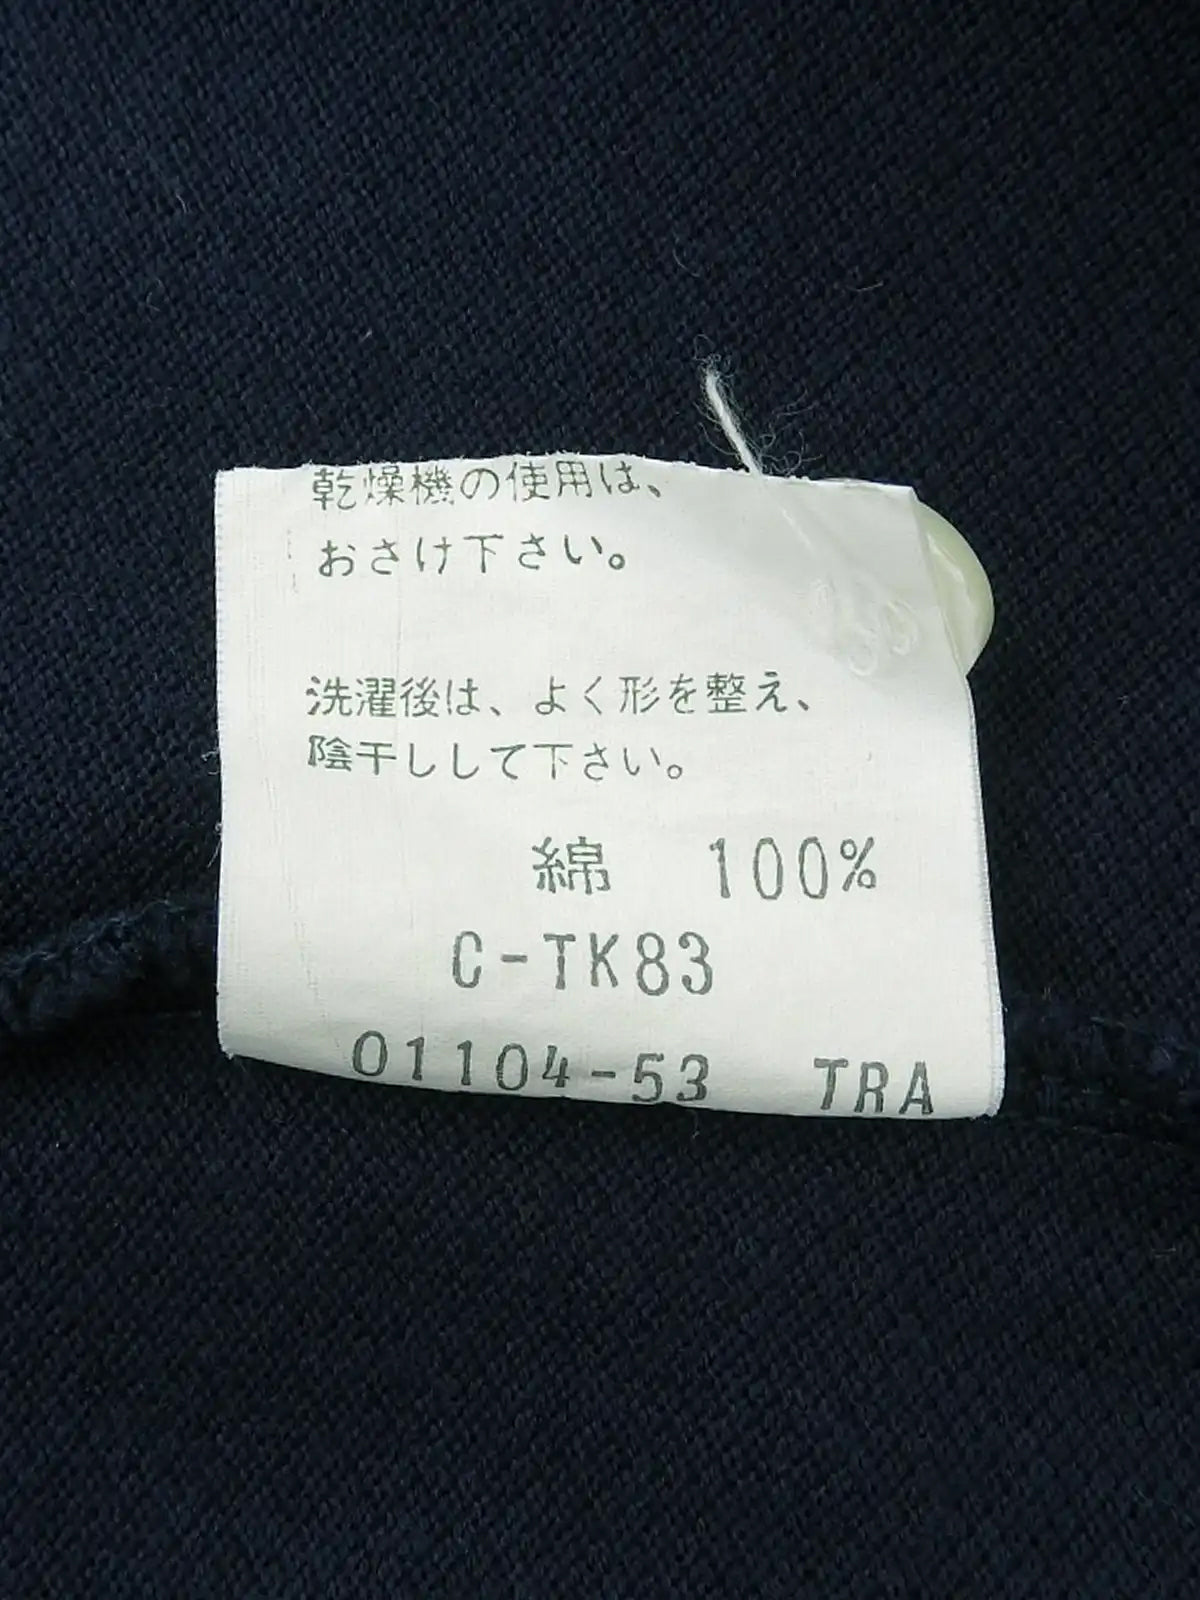 乾燥機の使用は、
おさけ下さい。
洗濯後は、よく形を整え、
陰干しして下さい。
綿 100%
C-TK83
01104-53 TRA